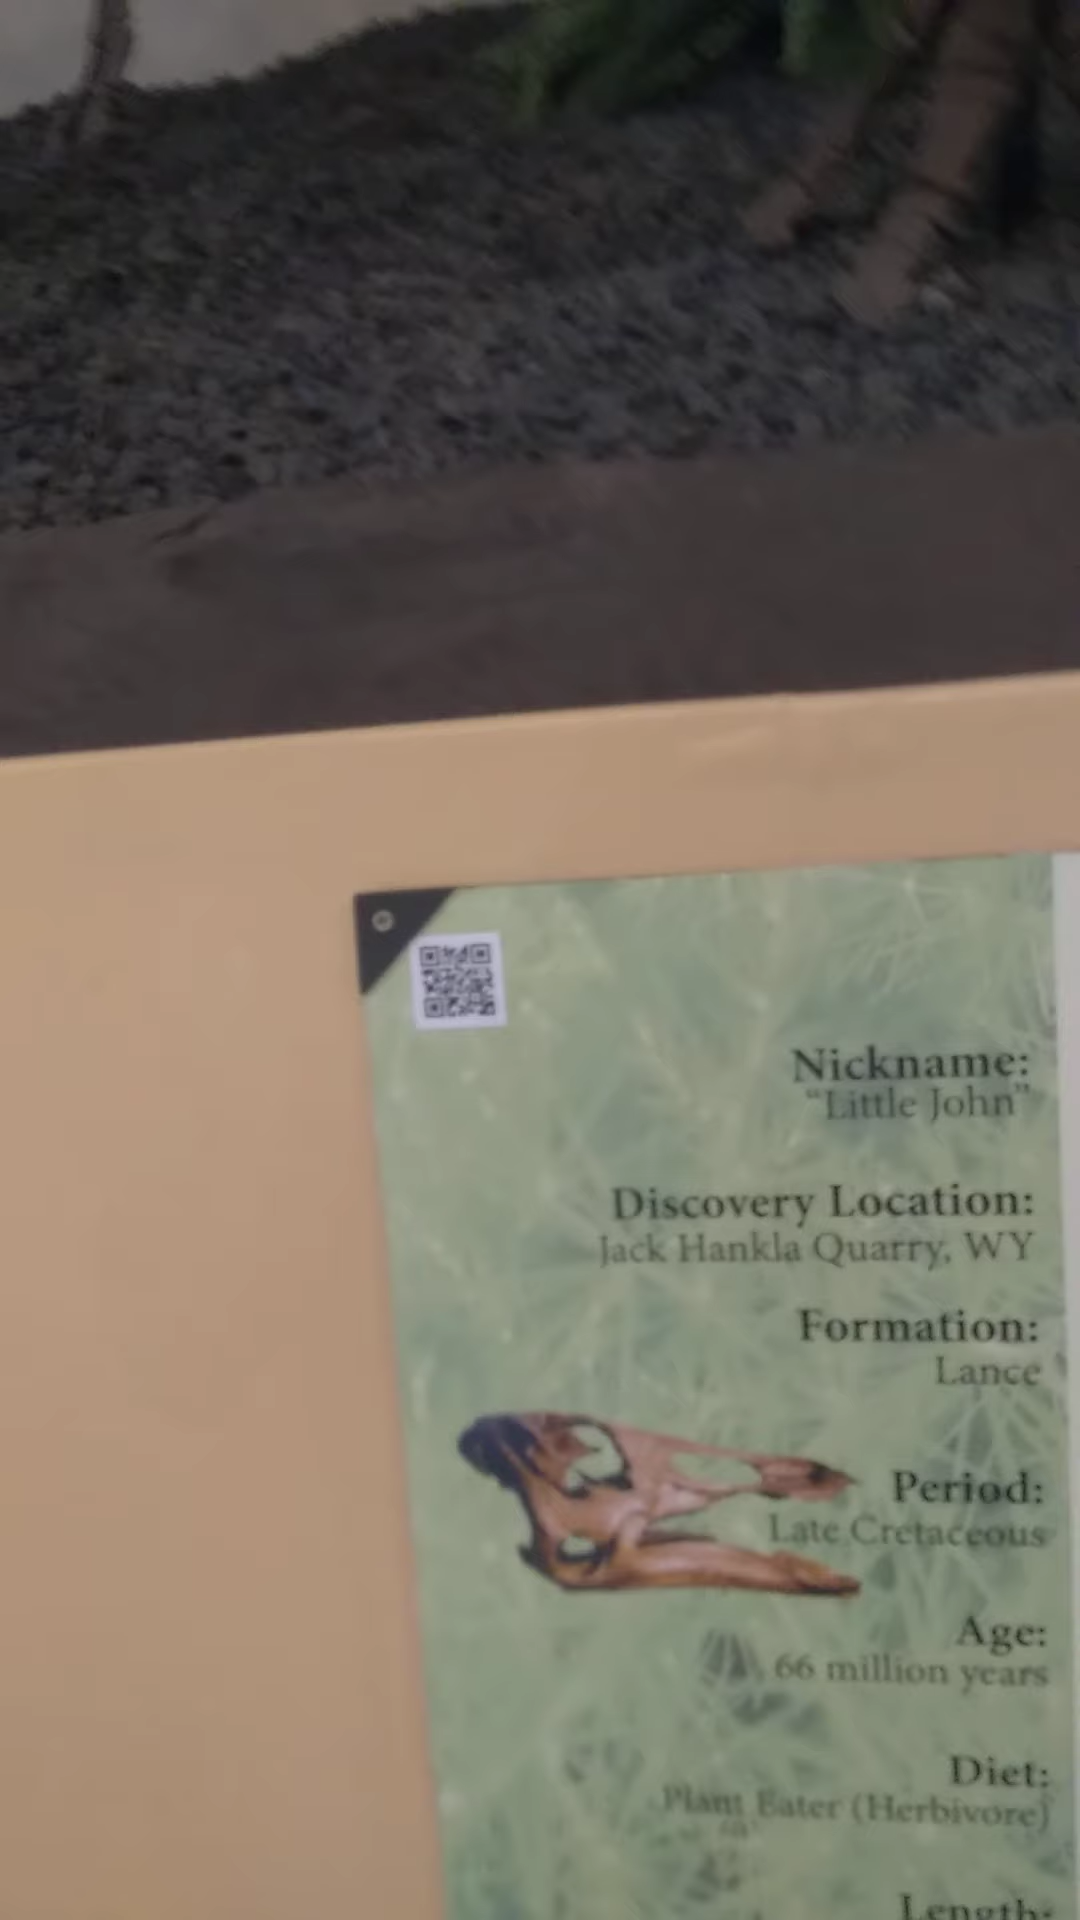 Nickname:
“Little John”
Discovery Location:
Jack Hankla Quarry, WY
Formation:
Lance
Period:
Late Cretaceous
Age:
66 million years
Diet:
Plant Eater (Herbivore)
Length: